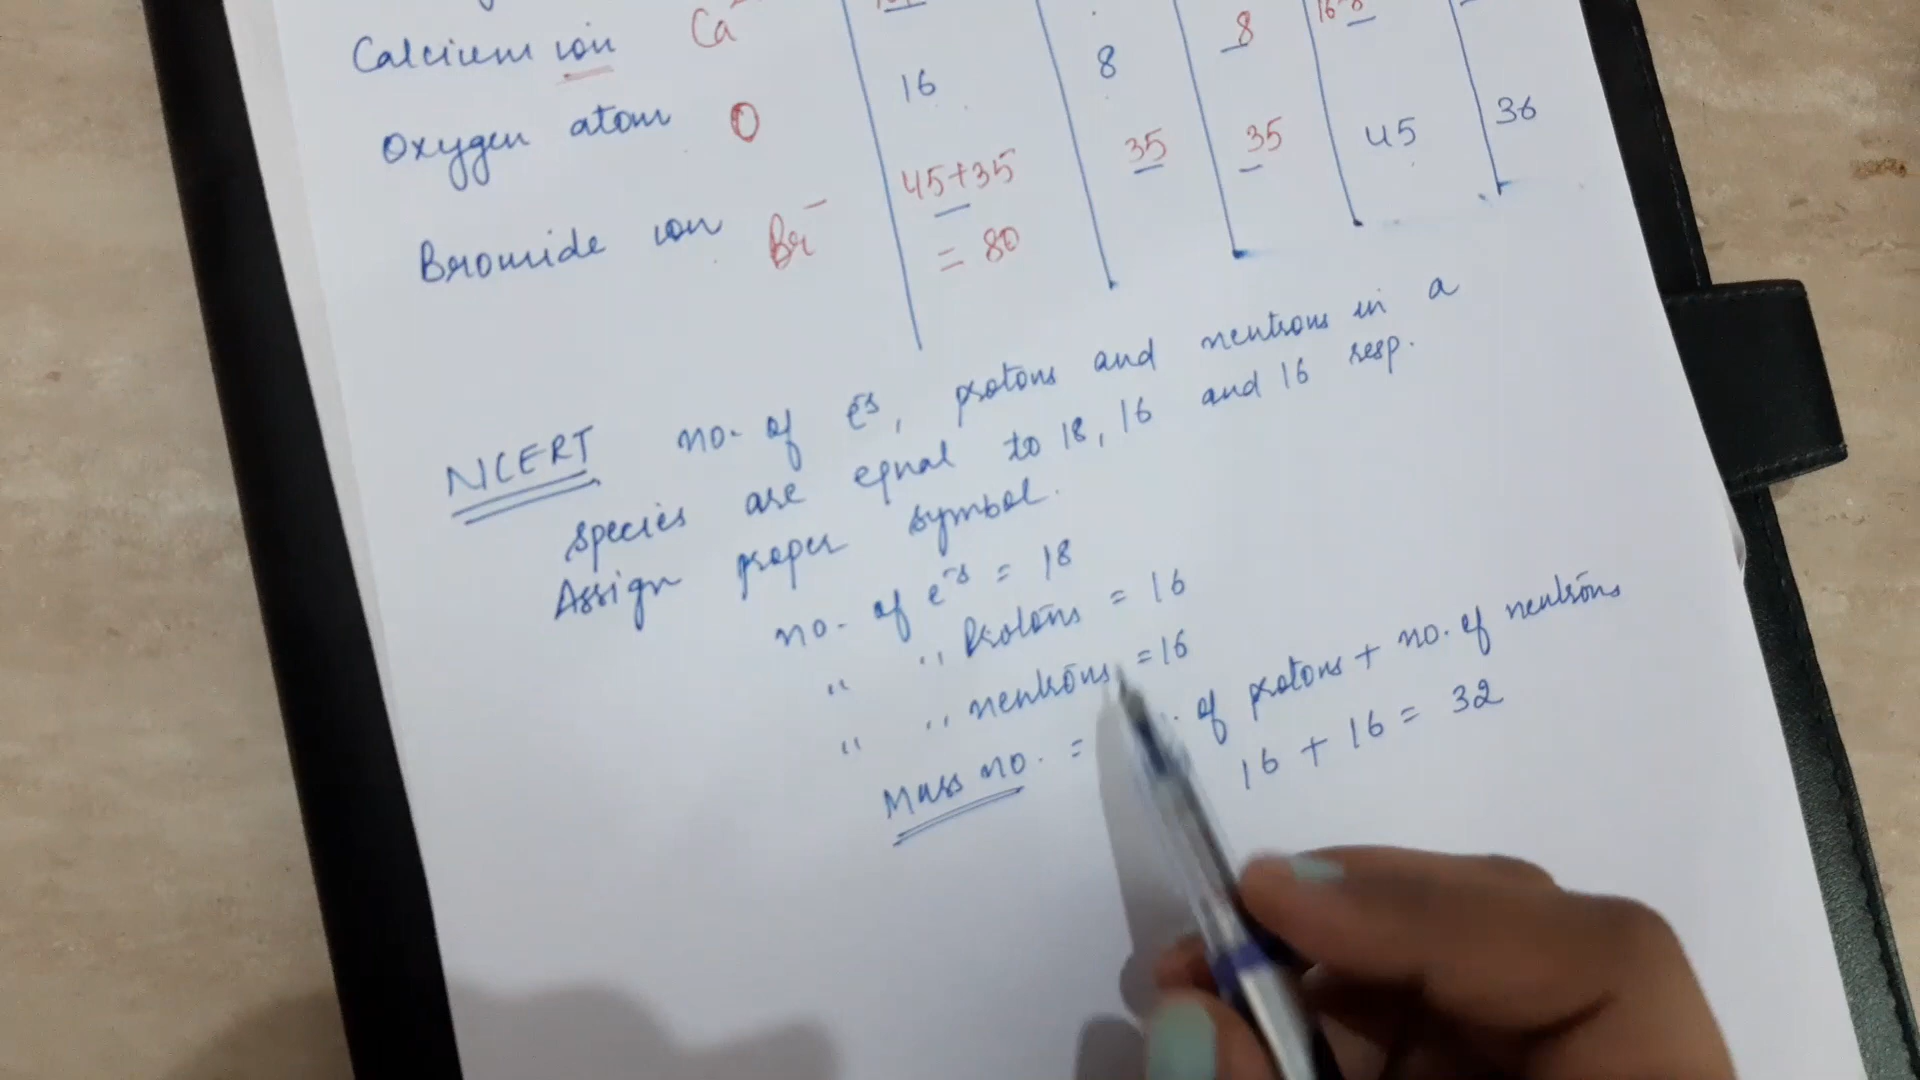 Calcium ion Ca 8
Oxygen atom O 16 8
Bromide ion Br⁻ 45+35 35 35 45 36
= 80
NCERT no. of e⁻s, protons and neutrons in a
species are equal to 18, 16 and 16 resp.
Assign proper symbol.
no. of e⁻s = 18
" " Protons = 16
" " neutrons = 16
Mass no. = of protons + no. of neutrons
16 + 16 = 32